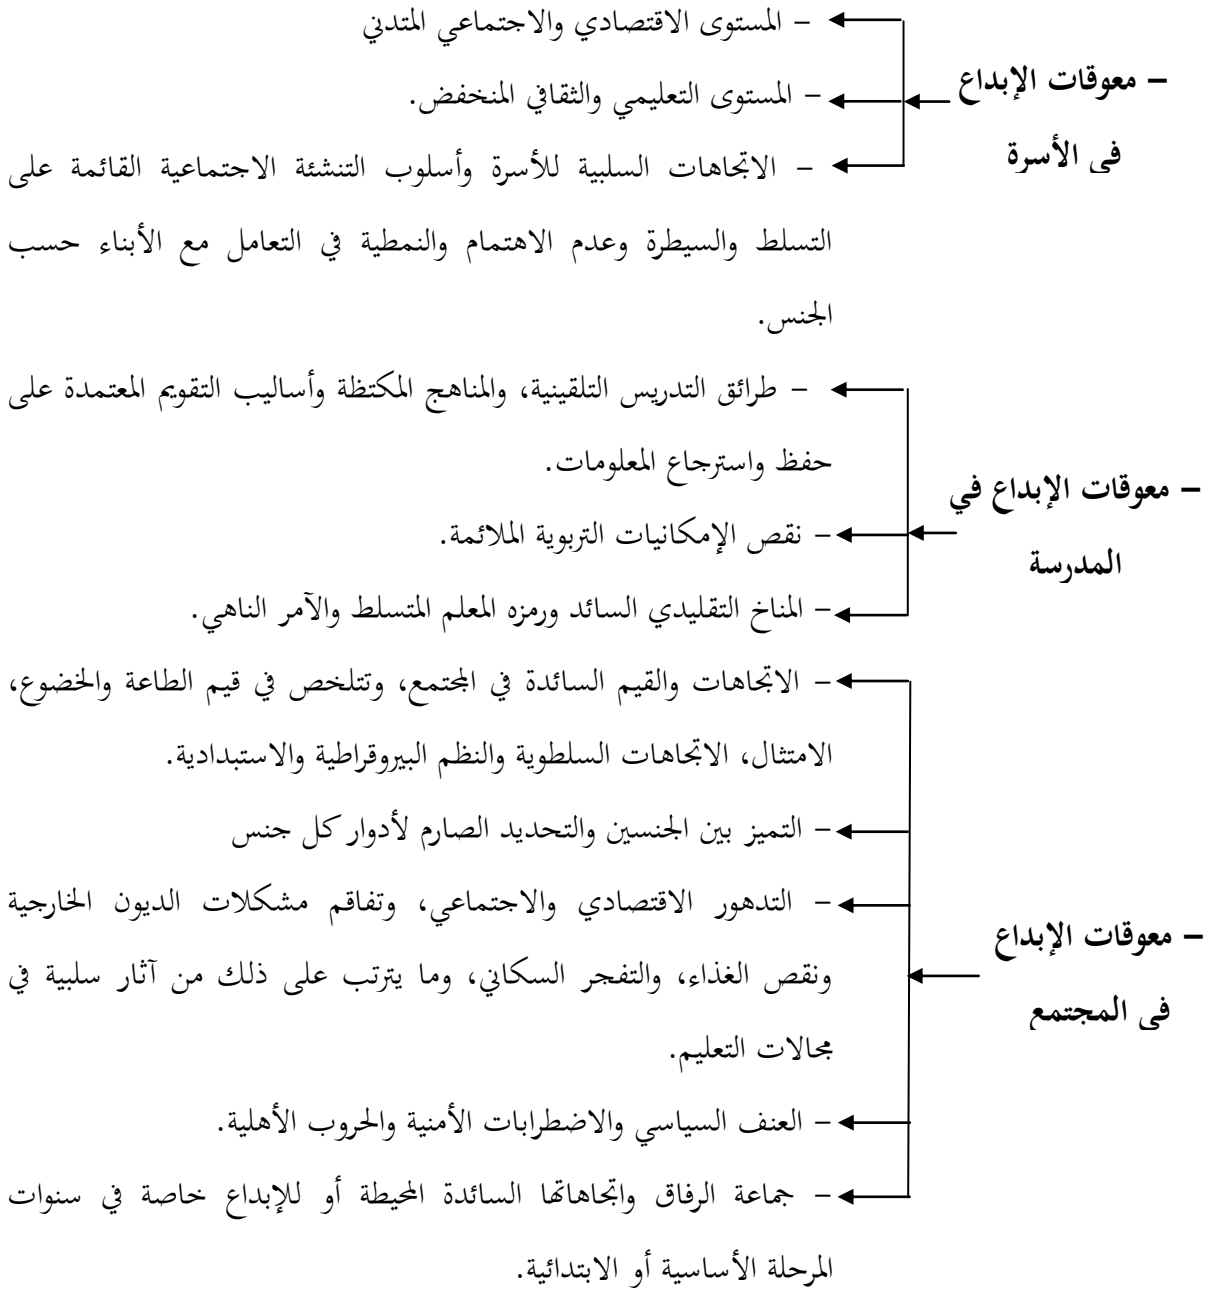 – معوقات الإبداع
في الأسرة
– المستوى الاقتصادي والاجتماعي المتدني
– المستوى التعليمي والثقافي المنخفض.
– الاتجاهات السلبية للأسرة وأسلوب التنشئة الاجتماعية القائمة على
التسلط والسيطرة وعدم الاهتمام والنمطية في التعامل مع الأبناء حسب
الجنس.
– معوقات الإبداع في
المدرسة
– طرائق التدريس التلقينية، والمناهج المكتظة وأساليب التقويم المعتمدة على
حفظ واسترجاع المعلومات.
– نقص الإمكانيات التربوية الملائمة.
– المناخ التقليدي السائد ورمزه المعلم المتسلط والآمر الناهي.
– معوقات الإبداع
في المجتمع
– الاتجاهات والقيم السائدة في المجتمع، وتتلخص في قيم الطاعة والخضوع،
الامتثال، الاتجاهات السلطوية والنظم البيروقراطية والاستبدادية.
– التميز بين الجنسين والتحديد الصارم لأدوار كل جنس
– التدهور الاقتصادي والاجتماعي، وتفاقم مشكلات الديون الخارجية
ونقص الغذاء، والتفجر السكاني، وما يترتب على ذلك من آثار سلبية في
مجالات التعليم.
– العنف السياسي والاضطرابات الأمنية والحروب الأهلية.
– جماعة الرفاق واتجاهاتها السائدة المحيطة أو للإبداع خاصة في سنوات
المرحلة الأساسية أو الابتدائية.